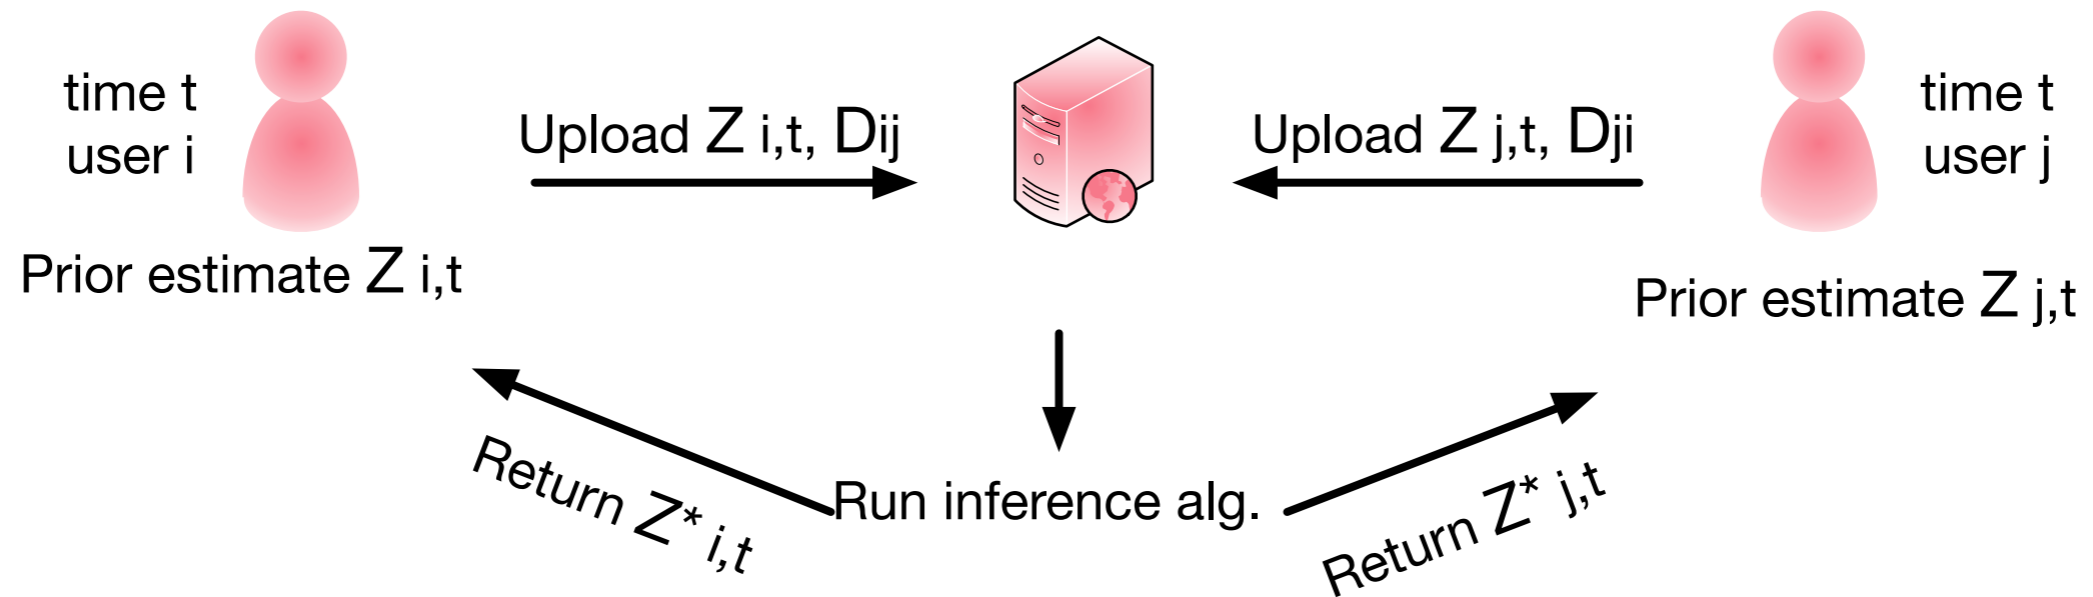 time t
user i
Prior estimate Z i,t
Upload Z i,t, Dij
Upload Z j,t, Dji
time t
user j
Prior estimate Z j,t
Return Z* i,t
Run inference alg.
Return Z* j,t